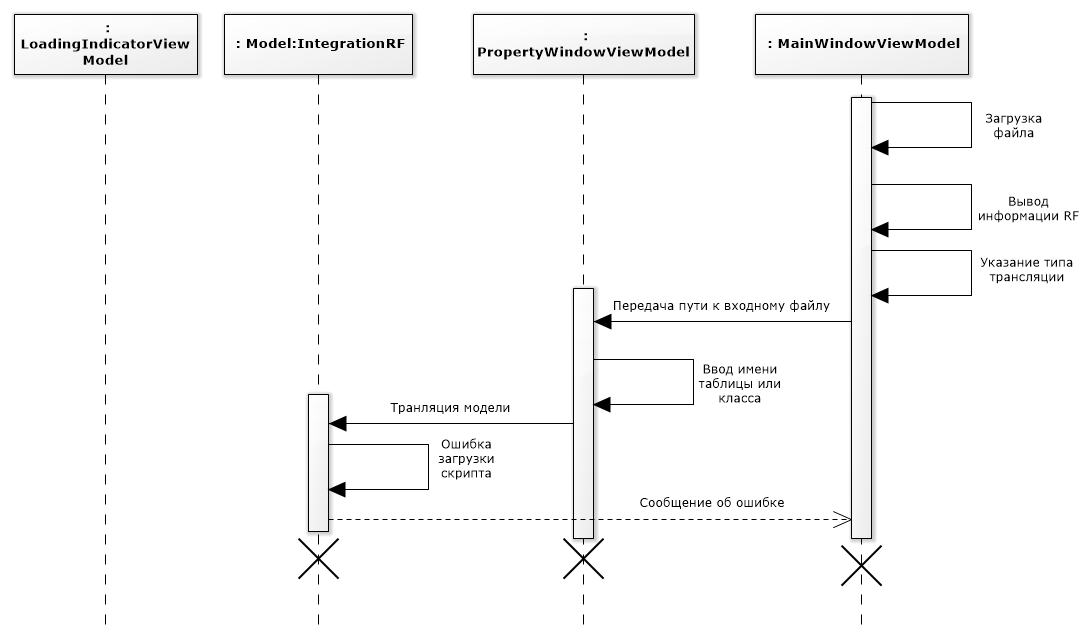 :
LoadingIndicatorView
Model
: Model:IntegrationRF
:
PropertyWindowViewModel
: MainWindowViewModel
Загрузка
файла
Вывод
информации RF
Указание типа
трансляции
Передача пути к входному файлу
Ввод имени
таблицы или
класса
Транляция модели
Ошибка
загрузки
скрипта
Сообщение об ошибке